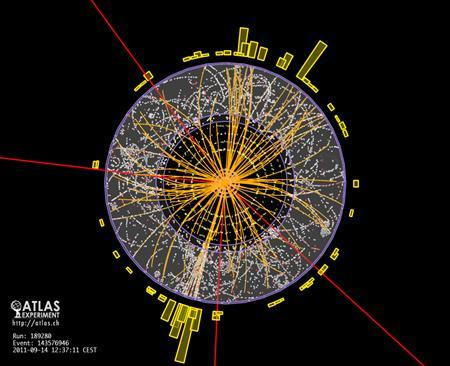 ATLAS
EXPERIMENT
http://atlas.ch
Run: 189280
Event: 143576946
2011-09-14 12:37:11 CEST